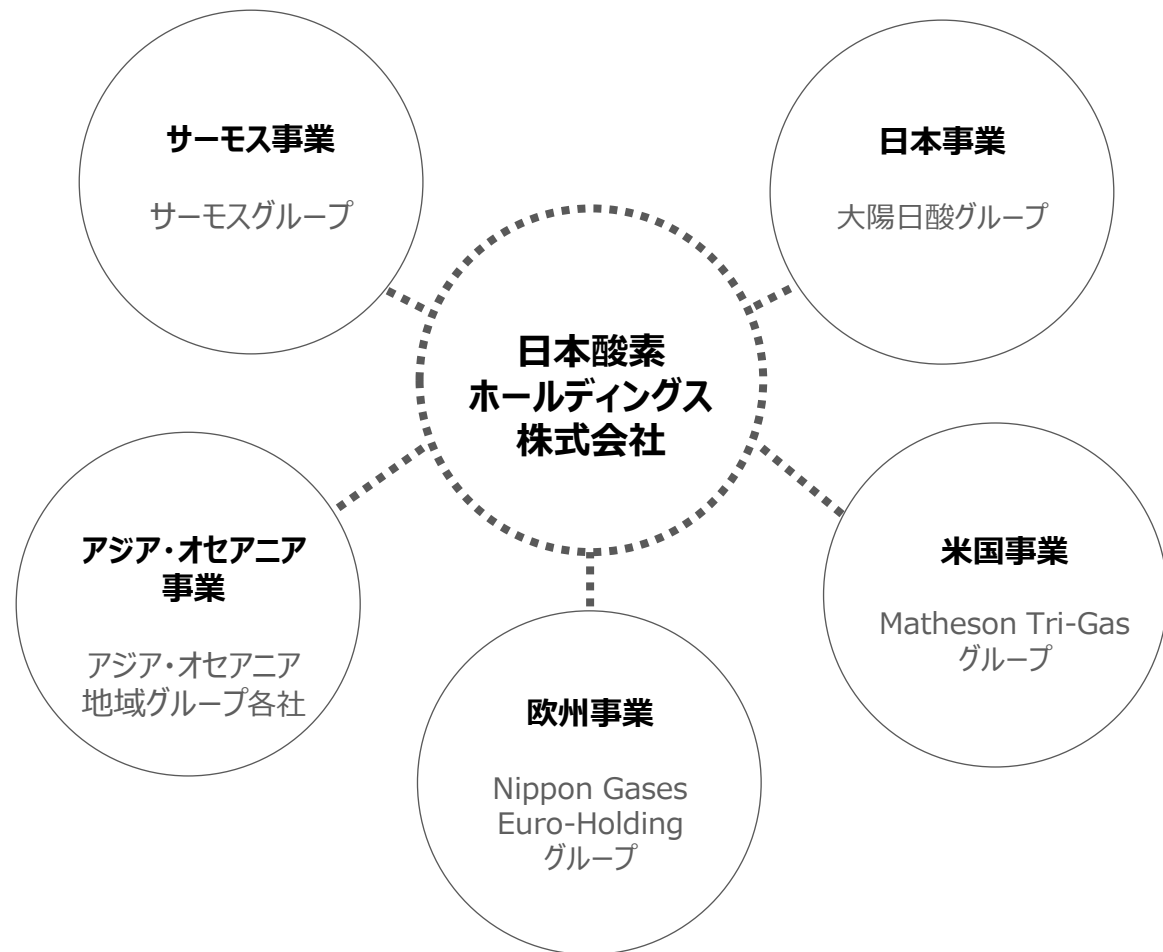 サーモス事業
サーモスグループ
日本事業
大陽日酸グループ
日本酸素
ホールディングス
株式会社
アジア・オセアニア
事業
アジア・オセアニア
地域グループ各社
米国事業
Matheson Tri-Gas
グループ
欧州事業
Nippon Gases
Euro-Holding
グループ